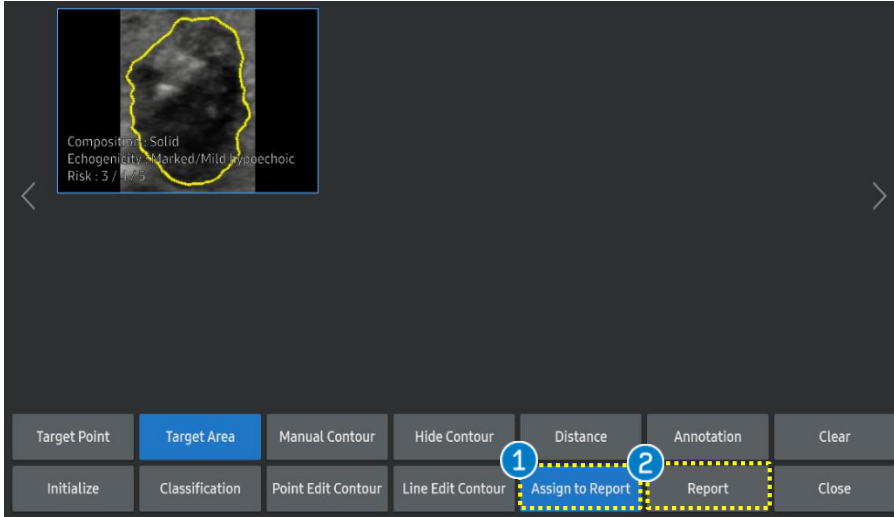 Composition : Solid
Echogenicity : Marked/Mild hypoechoic
Risk : 3 / 4 / 5
Target Point
Target Area
Manual Contour
Hide Contour
Distance
Annotation
Clear
1
2
Initialize
Classification
Point Edit Contour
Line Edit Contour
Assign to Report
Report
Close